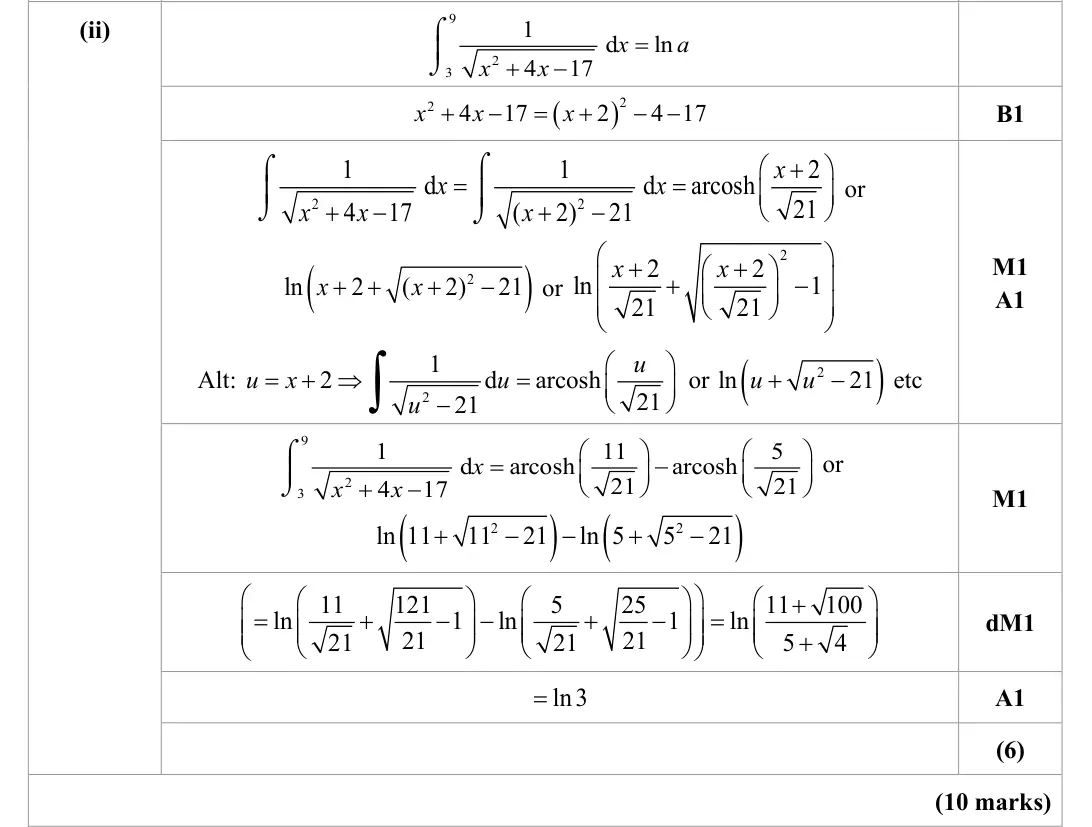 (ii)
∫₃⁹ 1/√(x² + 4x − 17) dx = ln a
x² + 4x − 17 = (x + 2)² − 4 − 17 B1
∫ 1/√(x² + 4x − 17) dx = ∫ 1/√((x + 2)² − 21) dx = arcosh((x + 2)/√21) or
ln(x + 2 + √((x + 2)² − 21)) or ln((x + 2)/√21 + √(((x + 2)/√21)² − 1))
M1
A1
Alt: u = x + 2 ⇒ ∫ 1/√(u² − 21) du = arcosh(u/√21) or ln(u + √(u² − 21)) etc
∫₃⁹ 1/√(x² + 4x − 17) dx = arcosh(11/√21) − arcosh(5/√21) or
ln(11 + √(11² − 21)) − ln(5 + √(5² − 21))
M1
(= ln(11/√21 + √(121/21 − 1)) − ln(5/√21 + √(25/21 − 1))) = ln((11 + √100)/(5 + √4)) dM1
= ln 3 A1
(6)
(10 marks)